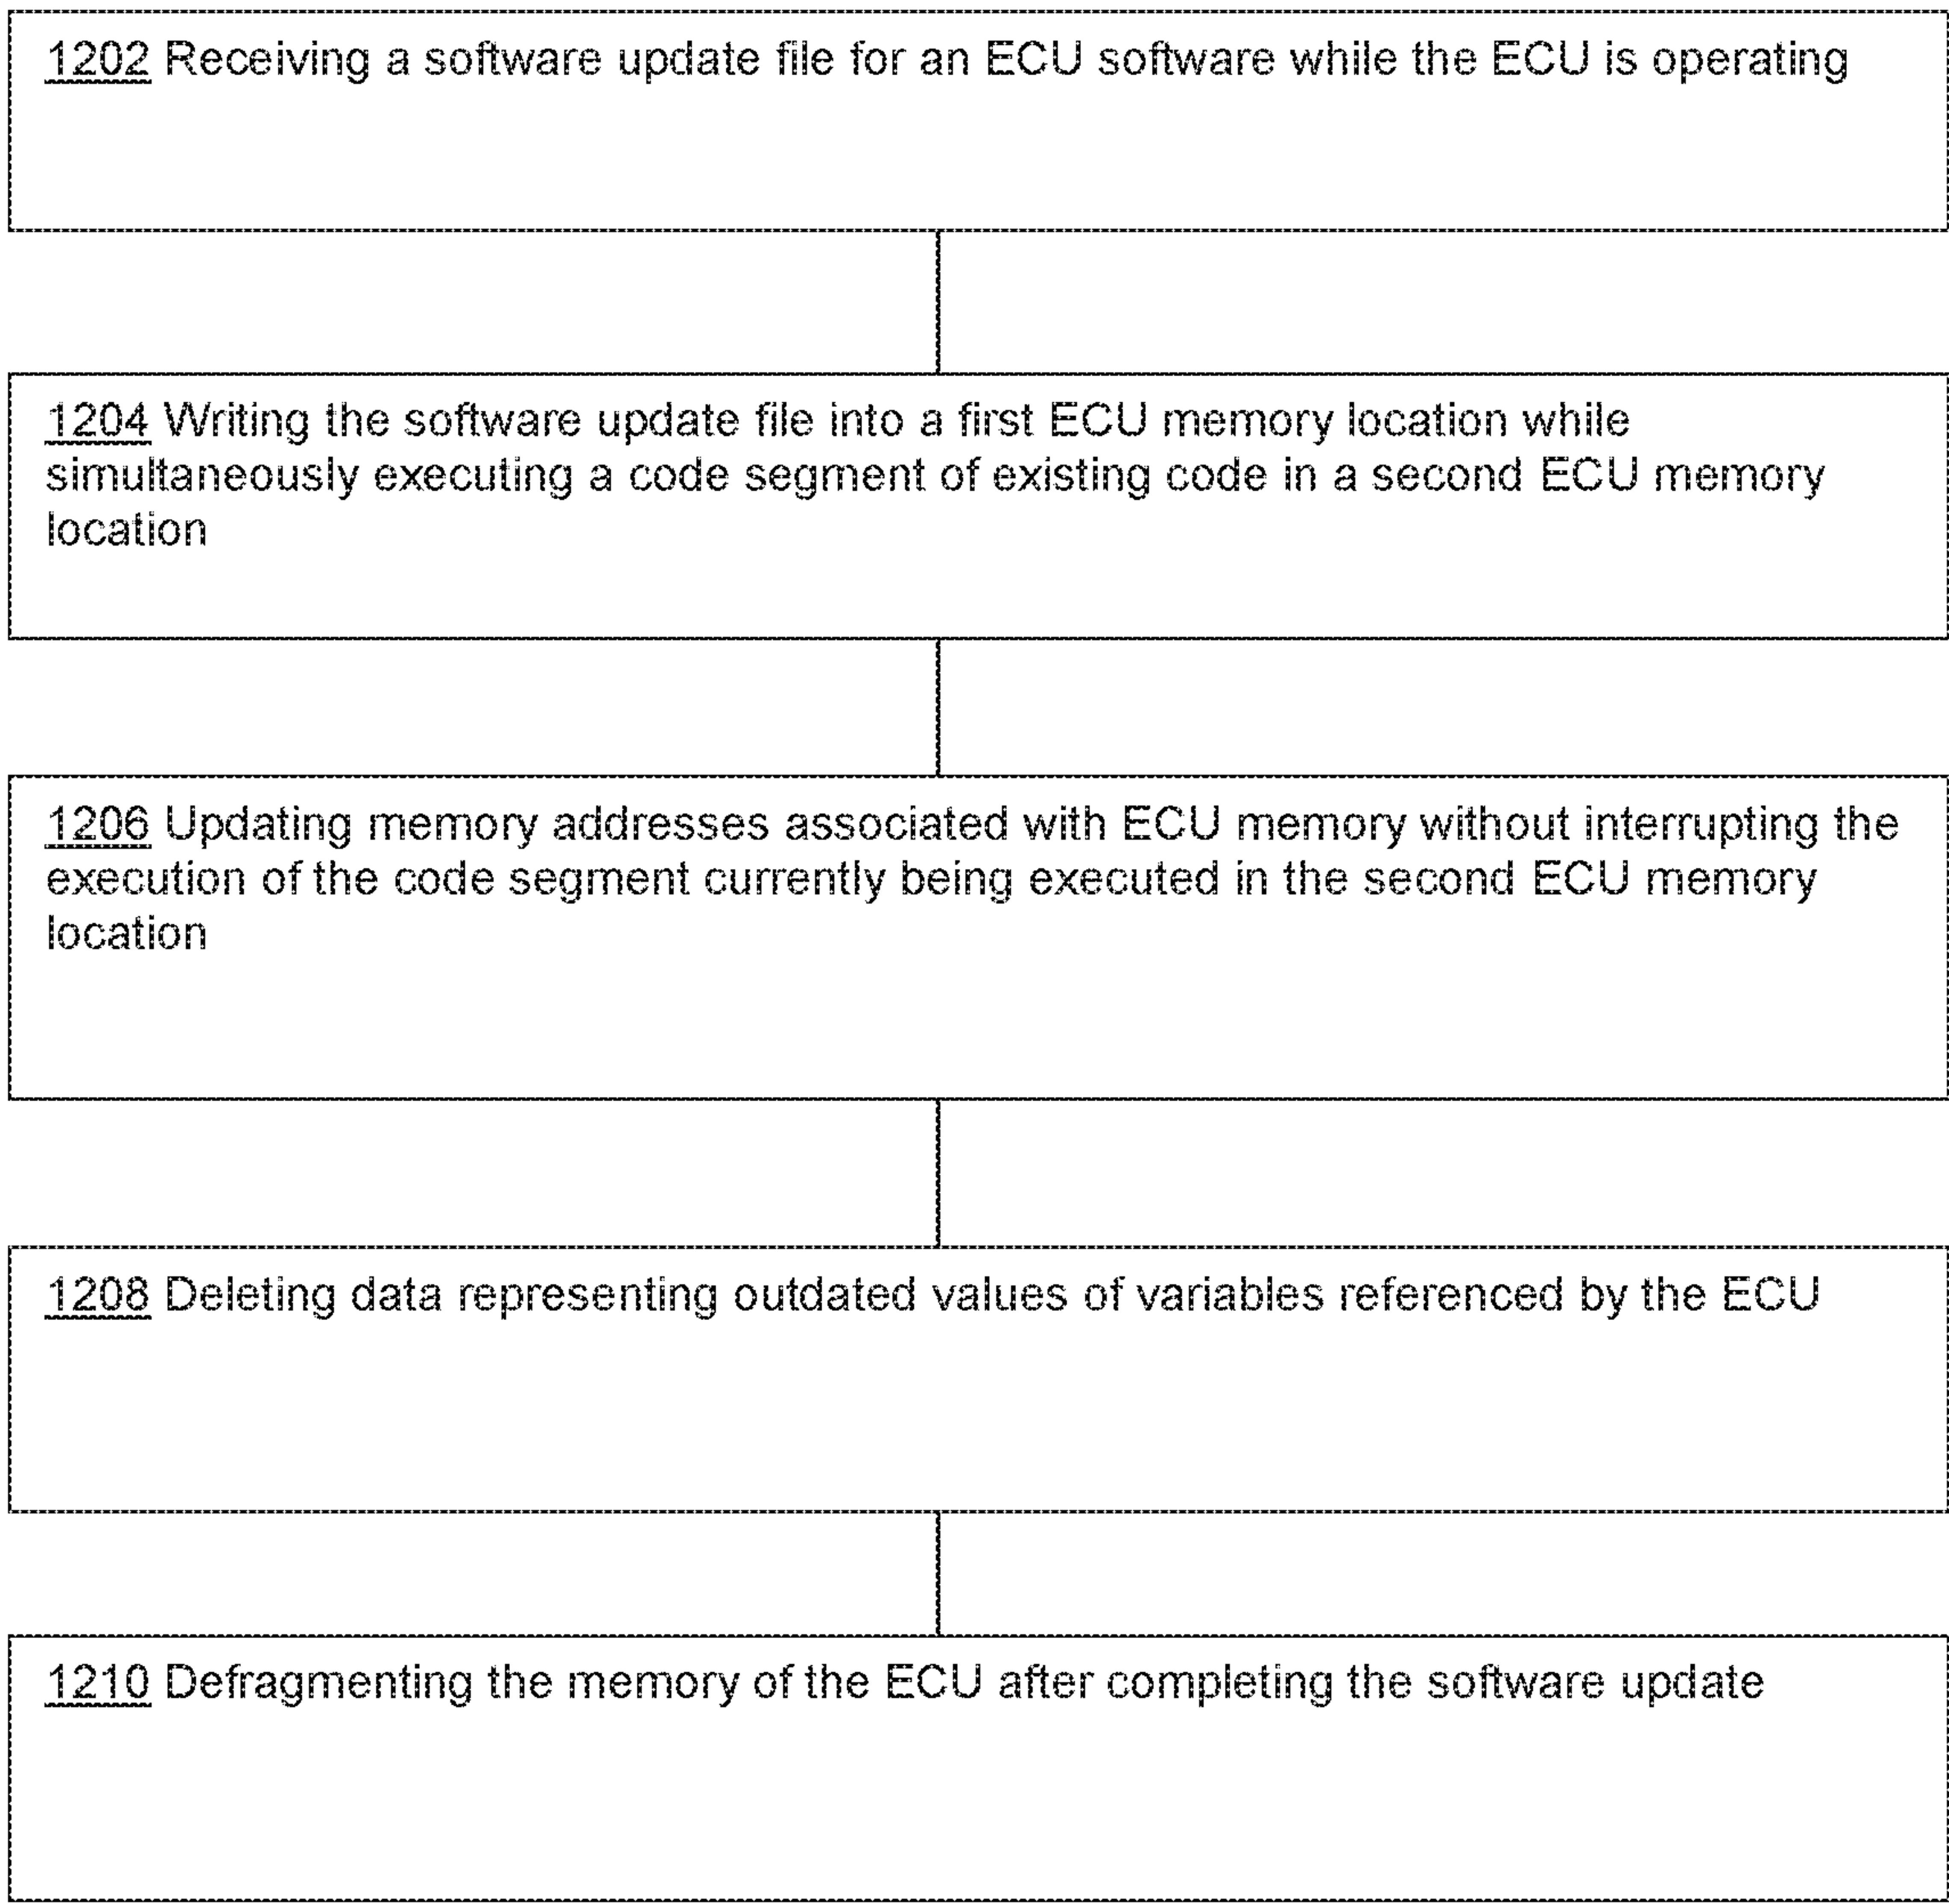 1202 Receiving a software update file for an ECU software while the ECU is operating
1204 Writing the software update file into a first ECU memory location while
simultaneously executing a code segment of existing code in a second ECU memory
location
1206 Updating memory addresses associated with ECU memory without interrupting the
execution of the code segment currently being executed in the second ECU memory
location
1208 Deleting data representing outdated values of variables referenced by the ECU
1210 Defragmenting the memory of the ECU after completing the software update